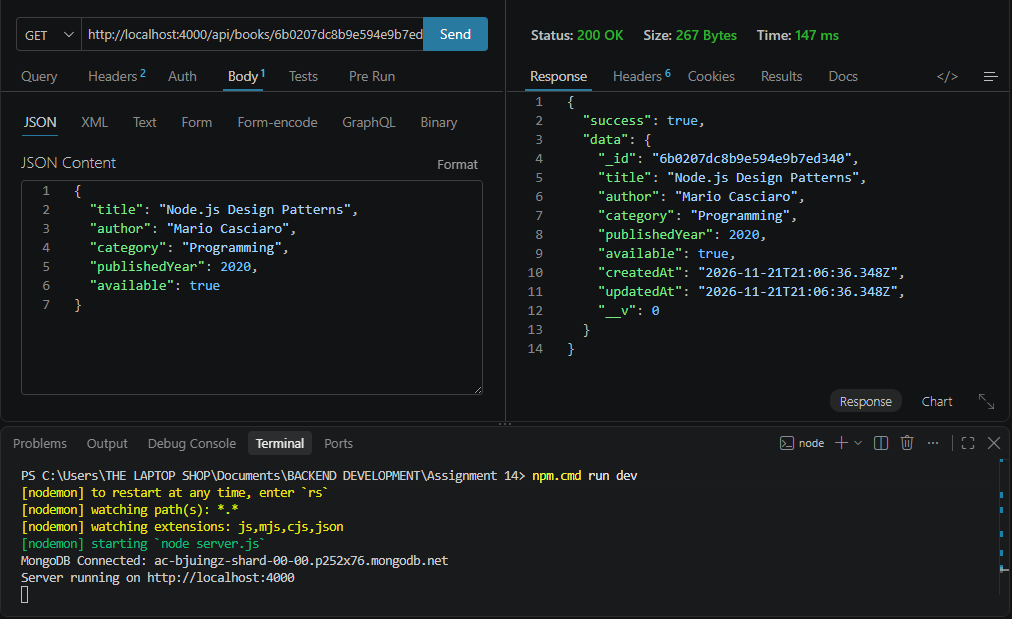 GET http://localhost:4000/api/books/6b0207dc8b9e594e9b7ed Send
Query Headers 2 Auth Body 1 Tests Pre Run
JSON XML Text Form Form-encode GraphQL Binary
JSON Content Format
1 {
2 "title": "Node.js Design Patterns",
3 "author": "Mario Casciaro",
4 "category": "Programming",
5 "publishedYear": 2020,
6 "available": true
7 }
Status: 200 OK Size: 267 Bytes Time: 147 ms
Response Headers 6 Cookies Results Docs </>
1 {
2 "success": true,
3 "data": {
4 "_id": "6b0207dc8b9e594e9b7ed340",
5 "title": "Node.js Design Patterns",
6 "author": "Mario Casciaro",
7 "category": "Programming",
8 "publishedYear": 2020,
9 "available": true,
10 "createdAt": "2026-11-21T21:06:36.348Z",
11 "updatedAt": "2026-11-21T21:06:36.348Z",
12 "__v": 0
13 }
14 }
Response Chart
Problems Output Debug Console Terminal Ports node
PS C:\Users\THE LAPTOP SHOP\Documents\BACKEND DEVELOPMENT\Assignment 14> npm.cmd run dev
[nodemon] to restart at any time, enter `rs`
[nodemon] watching path(s): *.*
[nodemon] watching extensions: js,mjs,cjs,json
[nodemon] starting `node server.js`
MongoDB Connected: ac-bjuingz-shard-00-00.p252x76.mongodb.net
Server running on http://localhost:4000